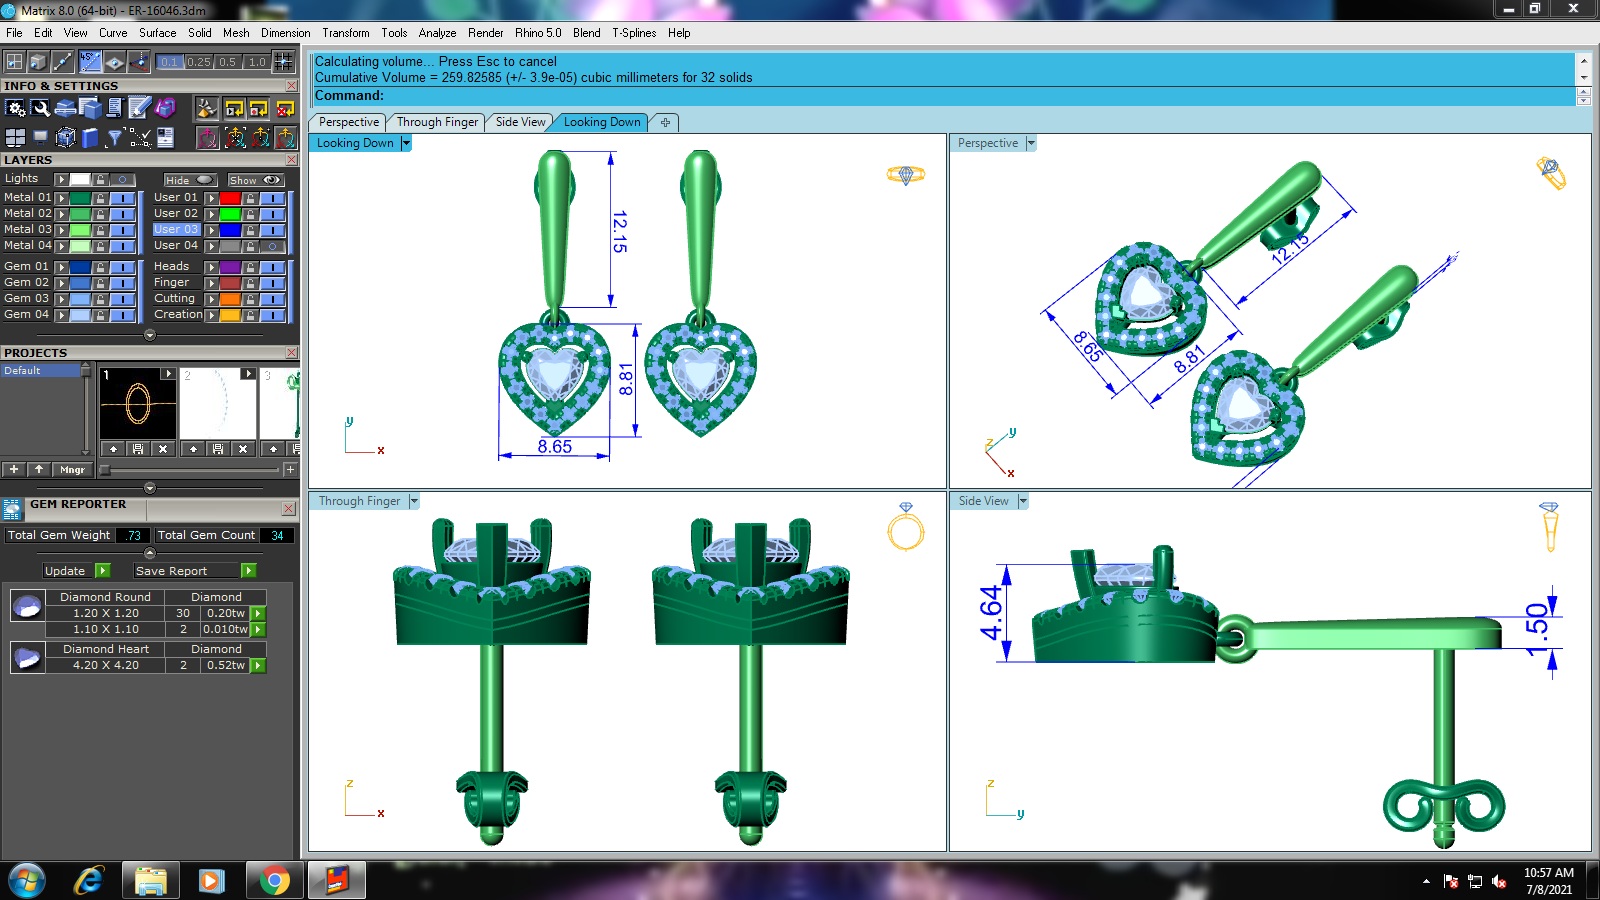 Matrix 8.0 (64-bit) - ER-16046.3dm
File Edit View Curve Surface Solid Mesh Dimension Transform Tools Analyze Render Rhino 5.0 Blend T-Splines Help
0.1 0.25 0.5 1.0
INFO & SETTINGS
Calculating volume... Press Esc to cancel
Cumulative Volume = 259.82585 (+/- 3.9e-05) cubic millimeters for 32 solids
Command:
Perspective Through Finger Side View Looking Down
LAYERS
Lights Hide Show
Metal 01 User 01
Metal 02 User 02
Metal 03 User 03
Metal 04 User 04
Gem 01 Heads
Gem 02 Finger
Gem 03 Cutting
Gem 04 Creation
PROJECTS
Default
1 2 3
Mngr
GEM REPORTER
Total Gem Weight .73 Total Gem Count 34
Update Save Report
Diamond Round Diamond
1.20 X 1.20 30 0.20tw
1.10 X 1.10 2 0.010tw
Diamond Heart Diamond
4.20 X 4.20 2 0.52tw
Looking Down
12.15
8.81
8.65
y
x
Perspective
12.15
8.65
8.81
z y
x
Through Finger
z
x
Side View
4.64
1.50
z
y
10:57 AM
7/8/2021